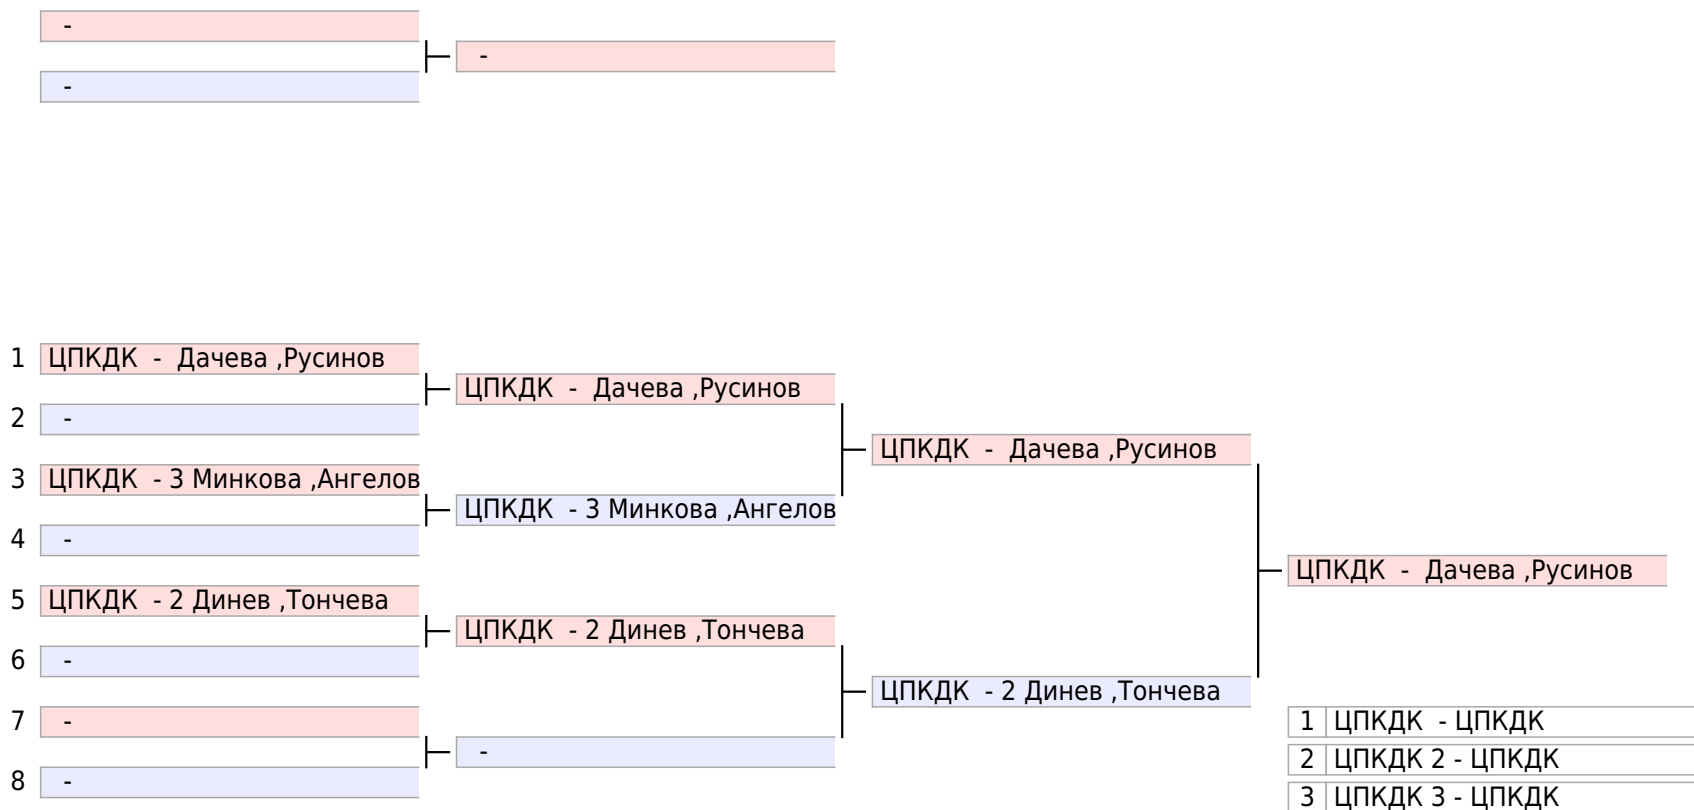 -
-
-
1 ЦПКДК - Дачева ,Русинов
ЦПКДК - Дачева ,Русинов
2 -
ЦПКДК - Дачева ,Русинов
3 ЦПКДК - 3 Минкова ,Ангелов
ЦПКДК - 3 Минкова ,Ангелов
4 -
ЦПКДК - Дачева ,Русинов
5 ЦПКДК - 2 Динев ,Тончева
ЦПКДК - 2 Динев ,Тончева
6 -
ЦПКДК - 2 Динев ,Тончева
7 -
-
8 -
1 ЦПКДК - ЦПКДК
2 ЦПКДК 2 - ЦПКДК
3 ЦПКДК 3 - ЦПКДК